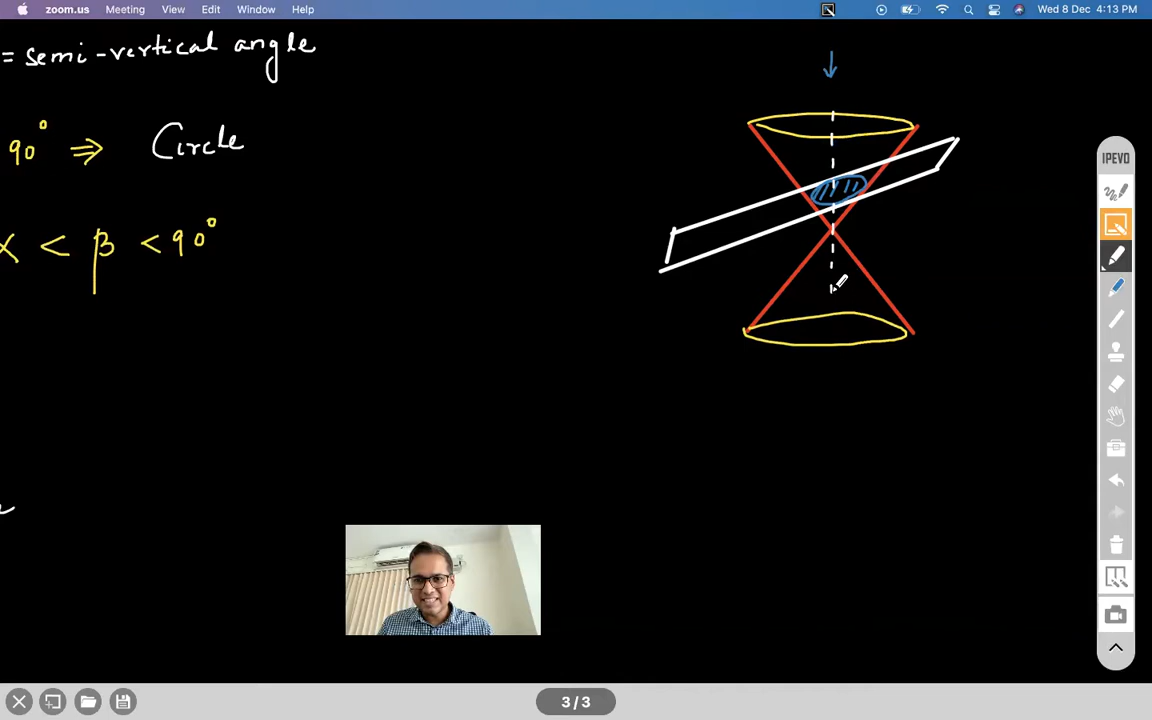 zoom.us Meeting View Edit Window Help Wed 8 Dec 4:13 PM
= semi-vertical angle
90° ⇒ Circle
α < β < 90°
IPEVO
3/3